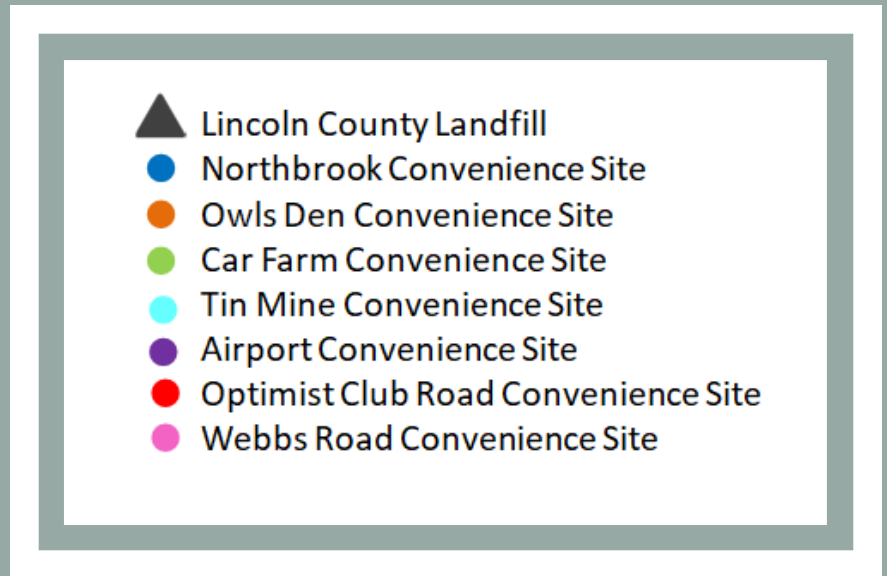 Lincoln County Landfill
Northbrook Convenience Site
Owls Den Convenience Site
Car Farm Convenience Site
Tin Mine Convenience Site
Airport Convenience Site
Optimist Club Road Convenience Site
Webbs Road Convenience Site